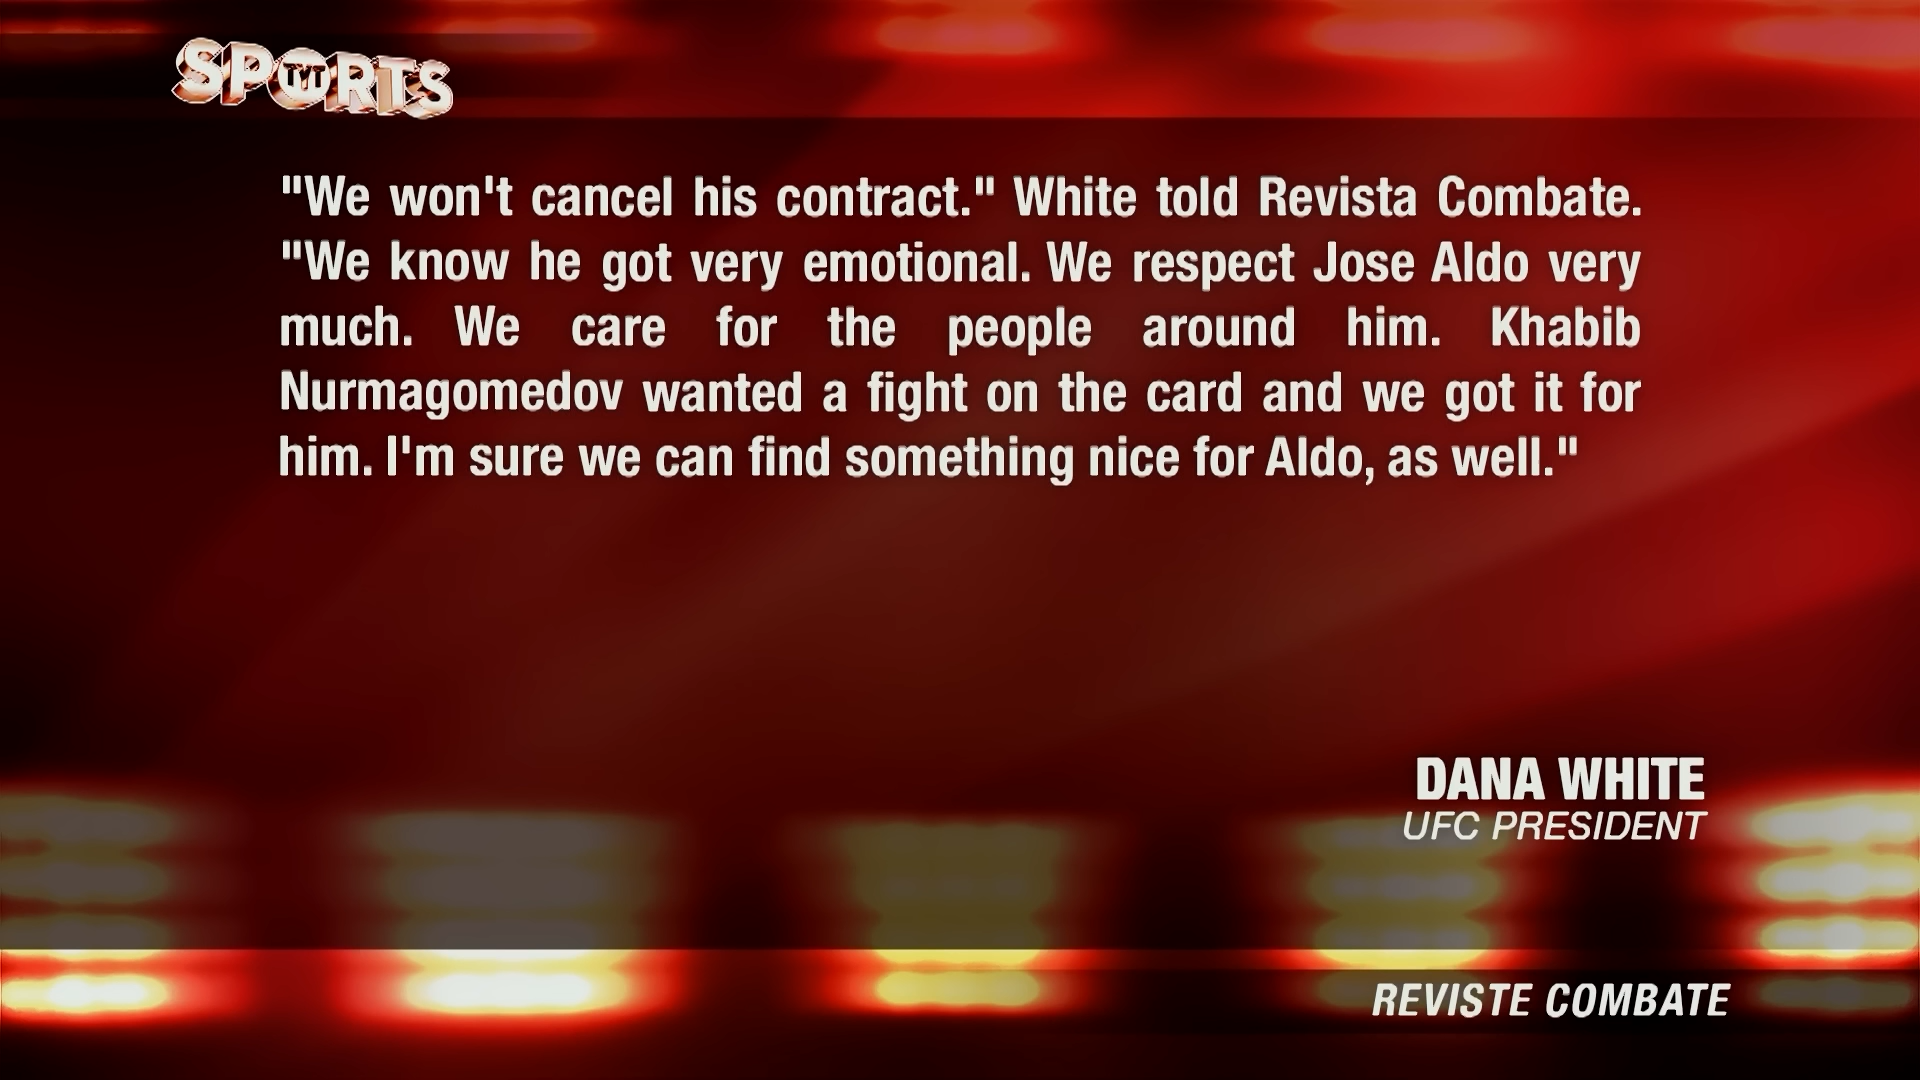 SPORTS
TYT
"We won't cancel his contract." White told Revista Combate.
"We know he got very emotional. We respect Jose Aldo very
much. We care for the people around him. Khabib
Nurmagomedov wanted a fight on the card and we got it for
him. I'm sure we can find something nice for Aldo, as well."
DANA WHITE
UFC PRESIDENT
REVISTE COMBATE